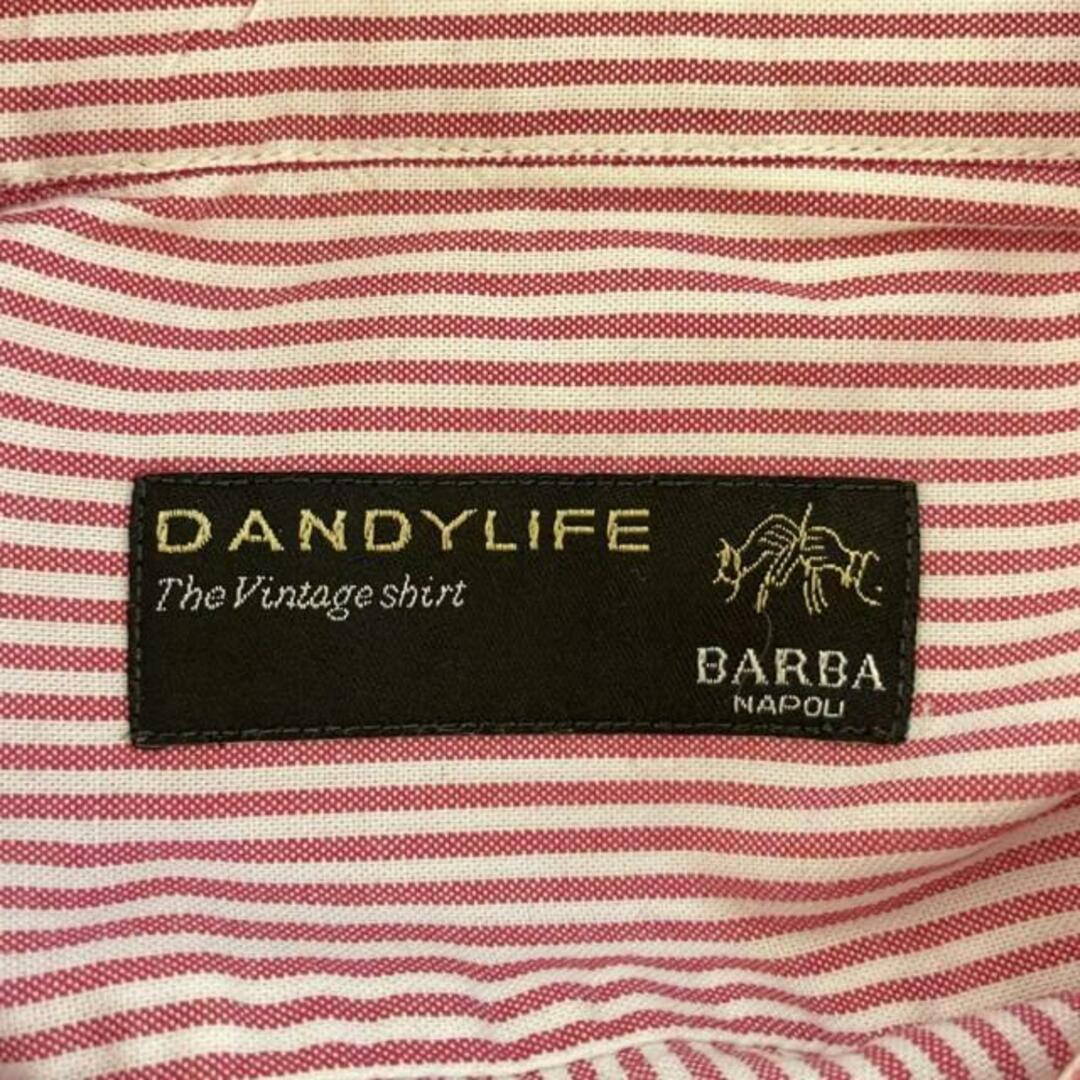 DANDYLIFE
The Vintage shirt
BARBA
NAPOLI